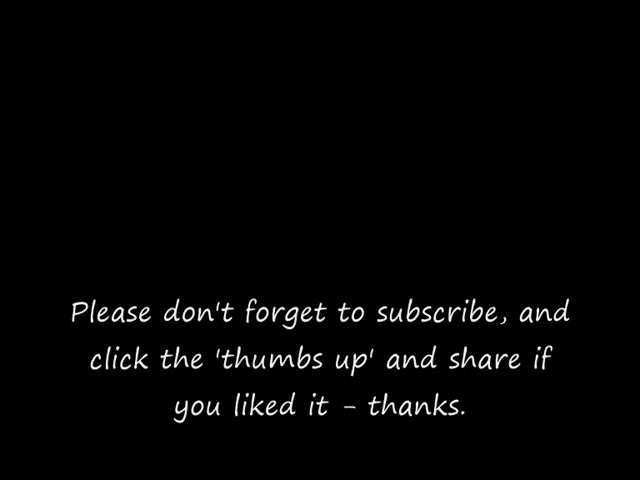 Please don't forget to subscribe, and
click the 'thumbs up' and share if
you liked it - thanks.